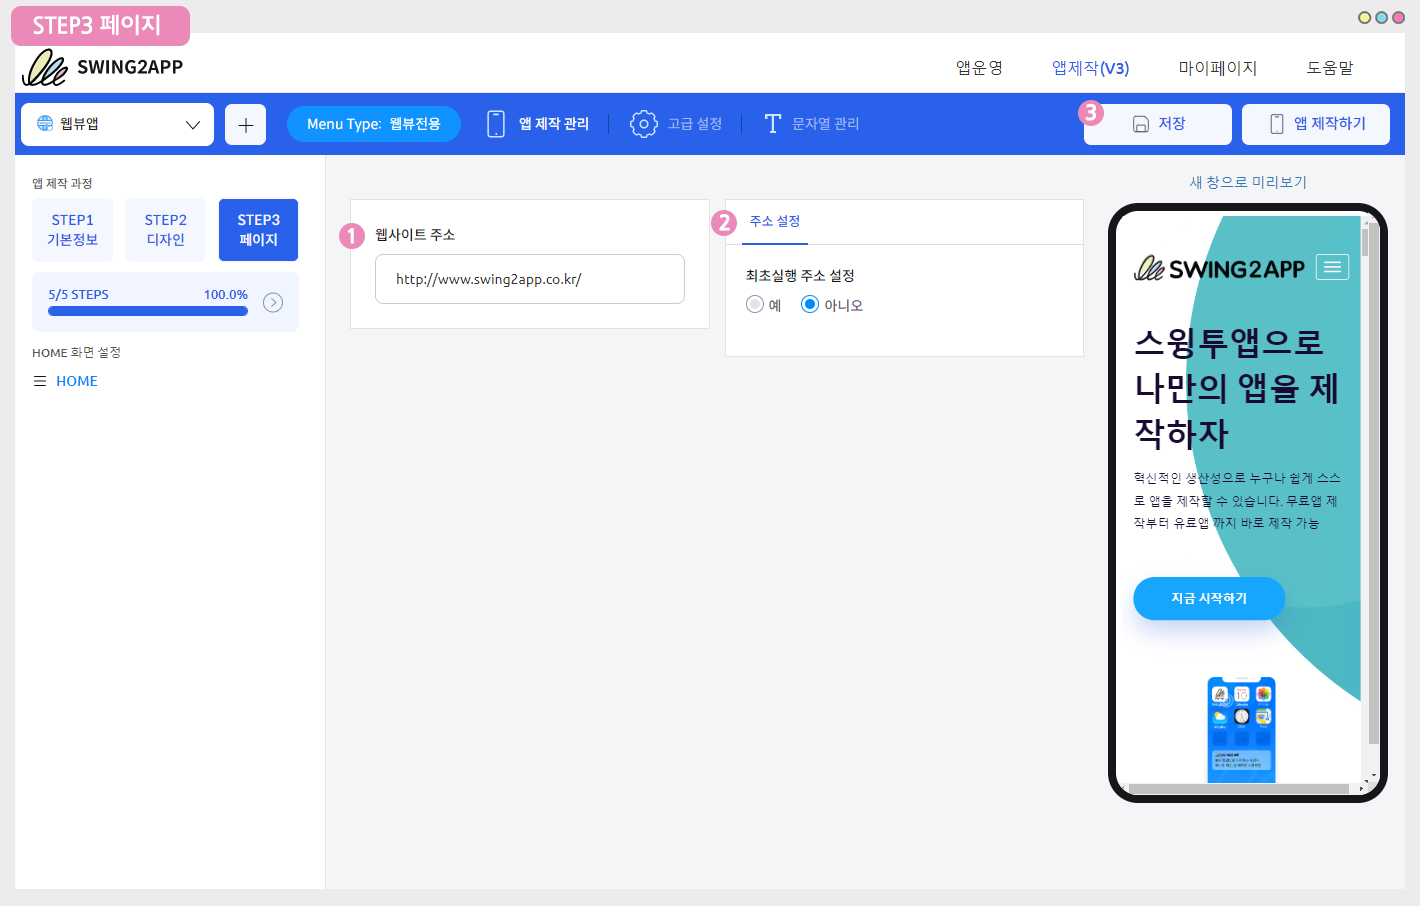 STEP3 페이지
SWING2APP
앱운영
앱제작(V3)
마이페이지
도움말
웹뷰앱
Menu Type: 웹뷰전용
앱 제작 관리
고급 설정
문자열 관리
3
저장
앱 제작하기
앱 제작 과정
STEP1
기본정보
STEP2
디자인
STEP3
페이지
5/5 STEPS
100.0%
HOME 화면 설정
HOME
1
웹사이트 주소
http://www.swing2app.co.kr/
2
주소 설정
최초실행 주소 설정
예
아니오
새 창으로 미리보기
SWING2APP
스윙투앱으로
나만의 앱을 제
작하자
혁신적인 생산성으로 누구나 쉽게 스스
로 앱을 제작할 수 있습니다. 무료앱 제
작부터 유료앱 까지 바로 제작 가능
지금 시작하기